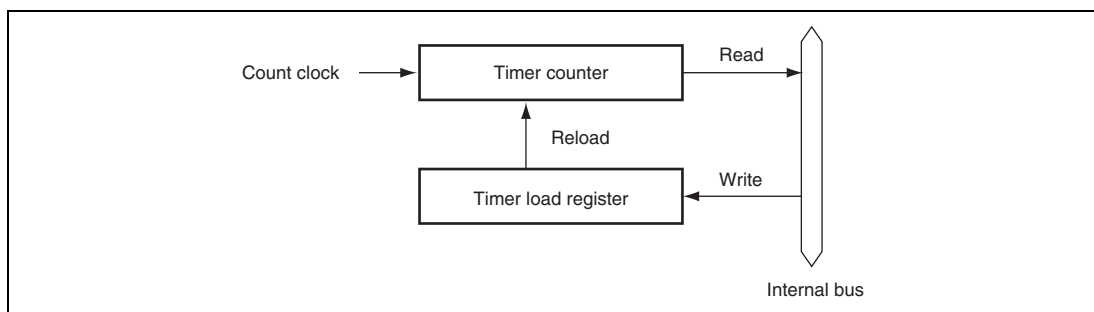 Count clock
Timer counter
Read
Reload
Timer load register
Write
Internal bus